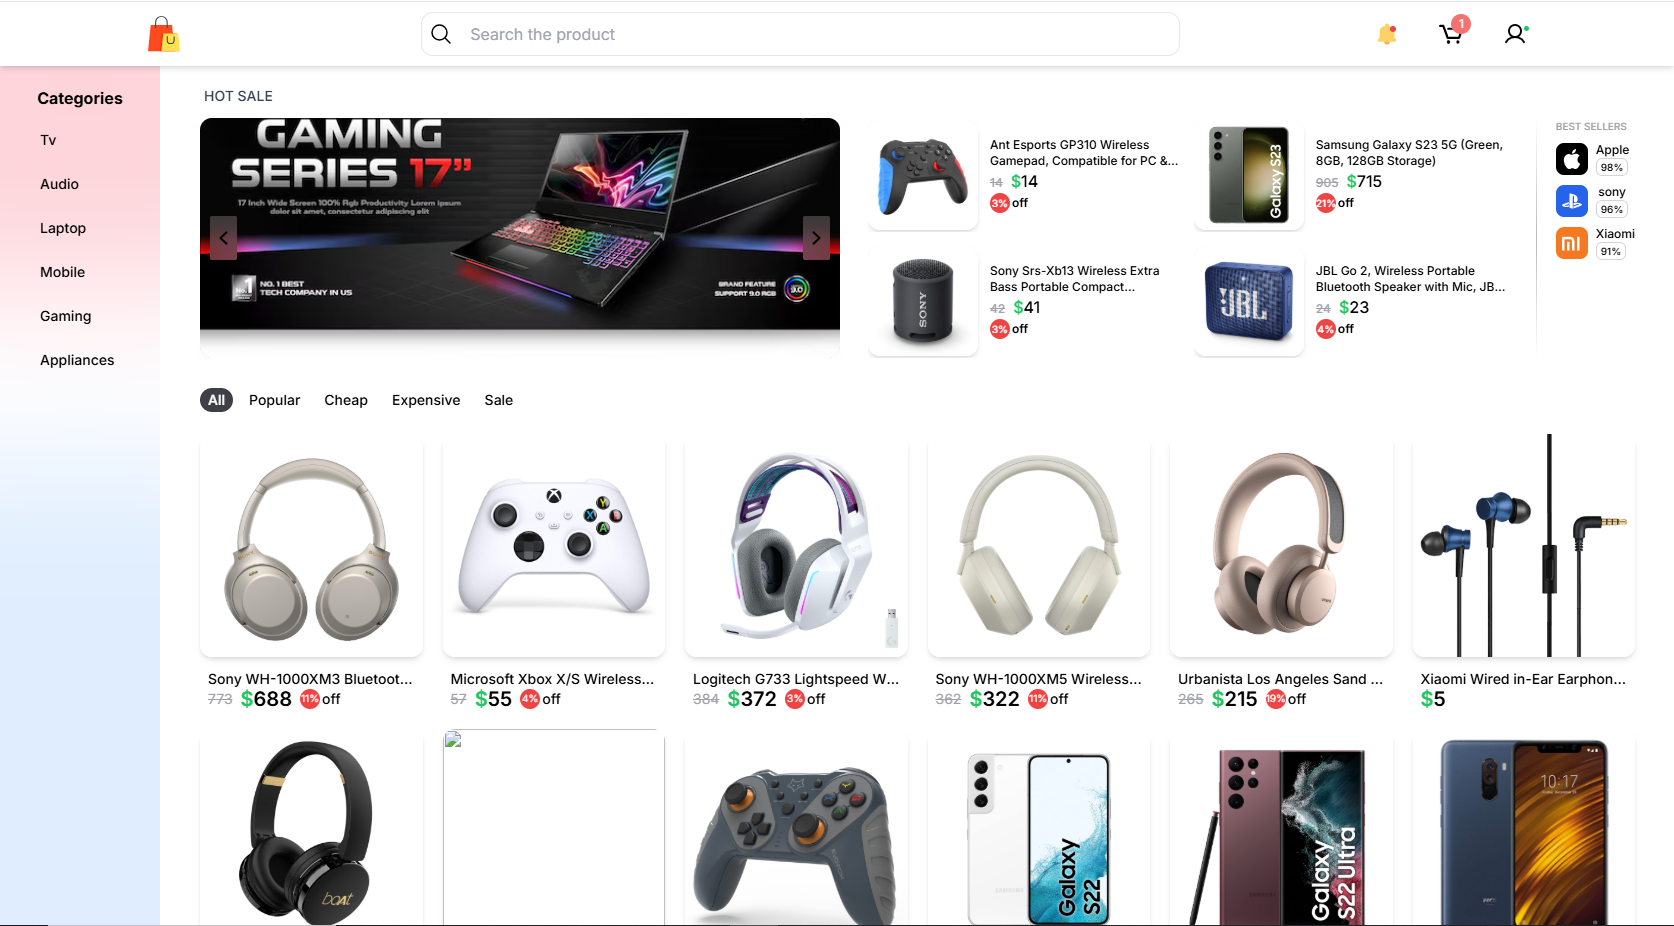 Search the product
1
Categories
Tv
Audio
Laptop
Mobile
Gaming
Appliances
HOT SALE
GAMING
SERIES 17”
17 Inch Wide Screen 100% Rgb Productivity Lorem ipsum
dolor sit amet, consectetur adipiscing elit
NO. 1 BEST
TECH COMPANY IN US
BRAND FEATURE
SUPPORT 9.0 RGB
9.0
Ant Esports GP310 Wireless
Gamepad, Compatible for PC &...
14 $14
3% off
Galaxy S23
Samsung Galaxy S23 5G (Green,
8GB, 128GB Storage)
905 $715
21% off
SONY
Sony Srs-Xb13 Wireless Extra
Bass Portable Compact...
42 $41
3% off
JBL
JBL Go 2, Wireless Portable
Bluetooth Speaker with Mic, JB...
24 $23
4% off
BEST SELLERS
Apple
98%
sony
96%
mi
Xiaomi
91%
All
Popular
Cheap
Expensive
Sale
Y
X
B
A
Sony WH-1000XM3 Bluetoot...
773 $688 11% off
Microsoft Xbox X/S Wireless...
57 $55 4% off
Logitech G733 Lightspeed W...
384 $372 3% off
Sony WH-1000XM5 Wireless...
362 $322 11% off
Urbanista Los Angeles Sand ...
265 $215 19% off
Xiaomi Wired in-Ear Earphon...
$5
boAt
Galaxy
S22
Galaxy
S22 Ultra
10:17